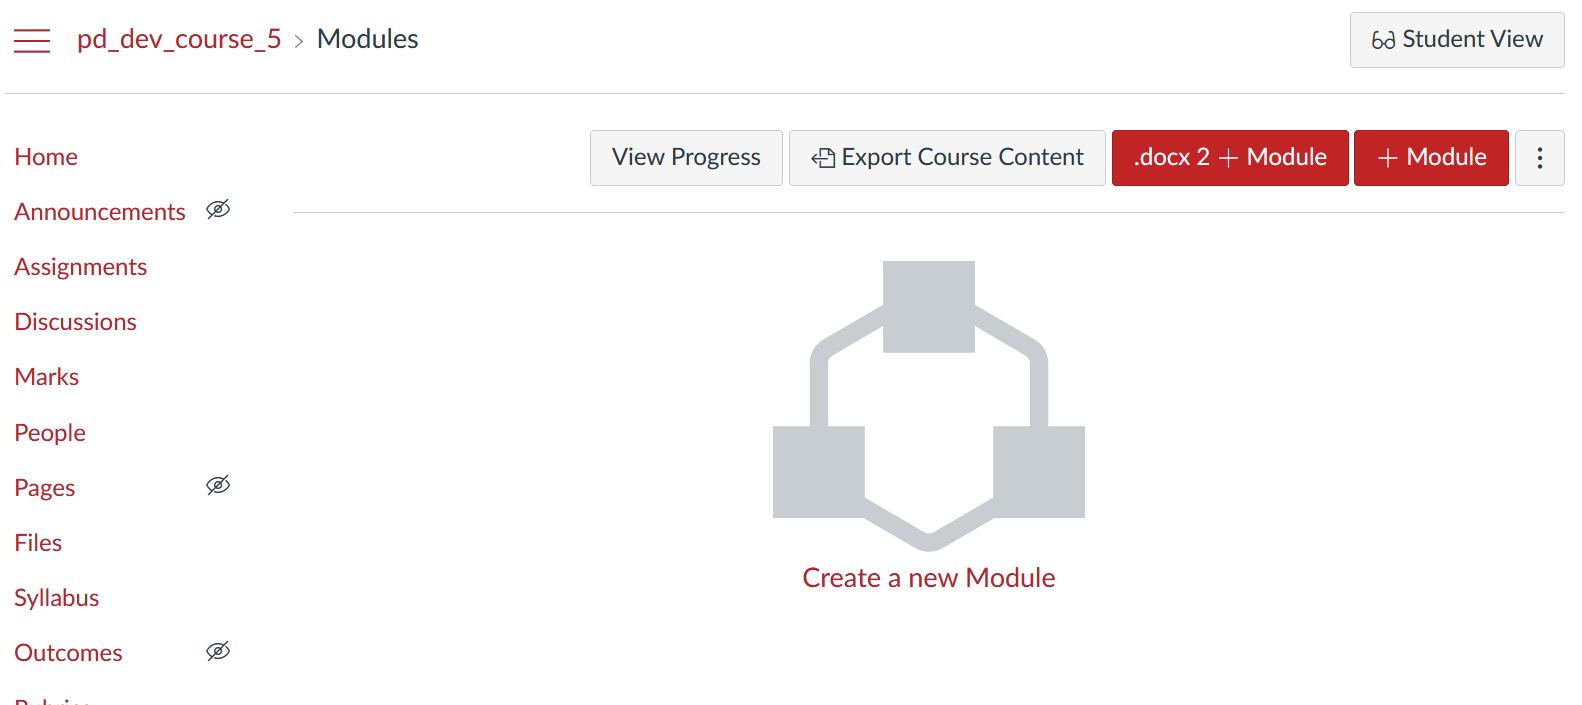 pd_dev_course_5 > Modules
Student View
View Progress
Export Course Content
.docx 2 + Module
+ Module
Home
Announcements
Assignments
Discussions
Marks
People
Pages
Files
Syllabus
Outcomes
Create a new Module